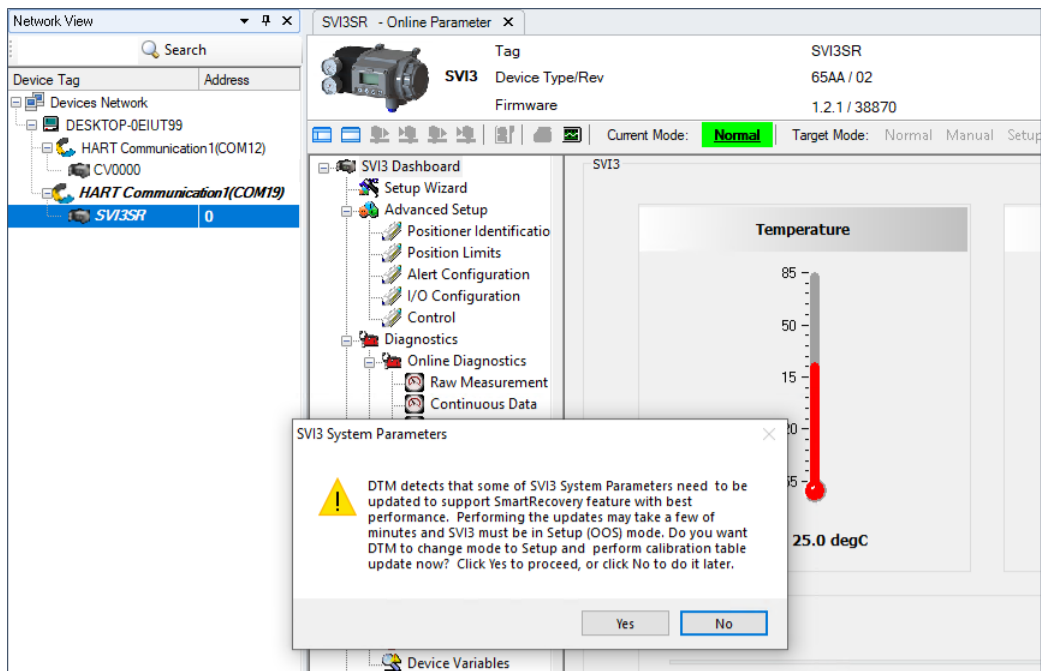 Network View
Search
Device Tag Address
Devices Network
DESKTOP-0EIUT99
HART Communication1(COM12)
CV0000
HART Communication1(COM19)
SVI3SR 0
SVI3SR - Online Parameter
SVI3
Tag SVI3SR
Device Type/Rev 65AA / 02
Firmware 1.2.1 / 38870
Current Mode: Normal Target Mode: Normal Manual Setup
SVI3 Dashboard
Setup Wizard
Advanced Setup
Positioner Identificatio
Position Limits
Alert Configuration
I/O Configuration
Control
Diagnostics
Online Diagnostics
Raw Measurement
Continuous Data
Device Variables
SVI3
Temperature
85
50
15
25.0 degC
SVI3 System Parameters
DTM detects that some of SVI3 System Parameters need to be
updated to support SmartRecovery feature with best
performance. Performing the updates may take a few of
minutes and SVI3 must be in Setup (OOS) mode. Do you want
DTM to change mode to Setup and perform calibration table
update now? Click Yes to proceed, or click No to do it later.
Yes No